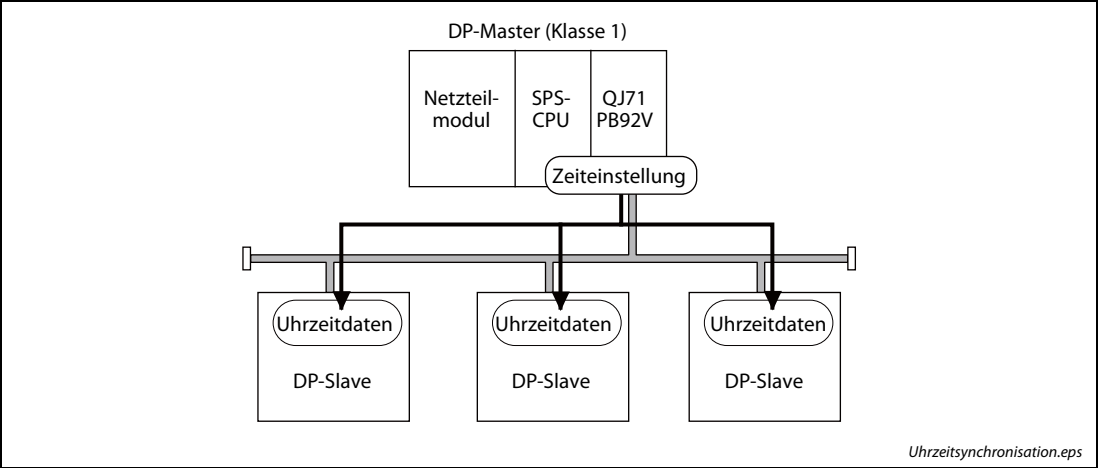 DP-Master (Klasse 1)
Netzteil-
modul
SPS-
CPU
QJ71
PB92V
Zeiteinstellung
Uhrzeitdaten
Uhrzeitdaten
Uhrzeitdaten
DP-Slave
DP-Slave
DP-Slave
Uhrzeitsynchronisation.eps